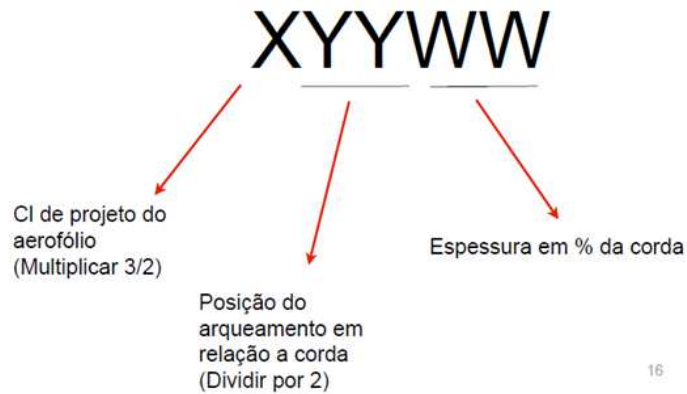 XYYWW
Cl de projeto do
aerofólio
(Multiplicar 3/2)
Espessura em % da corda
Posição do
arqueamento em
relação a corda
(Dividir por 2)
16